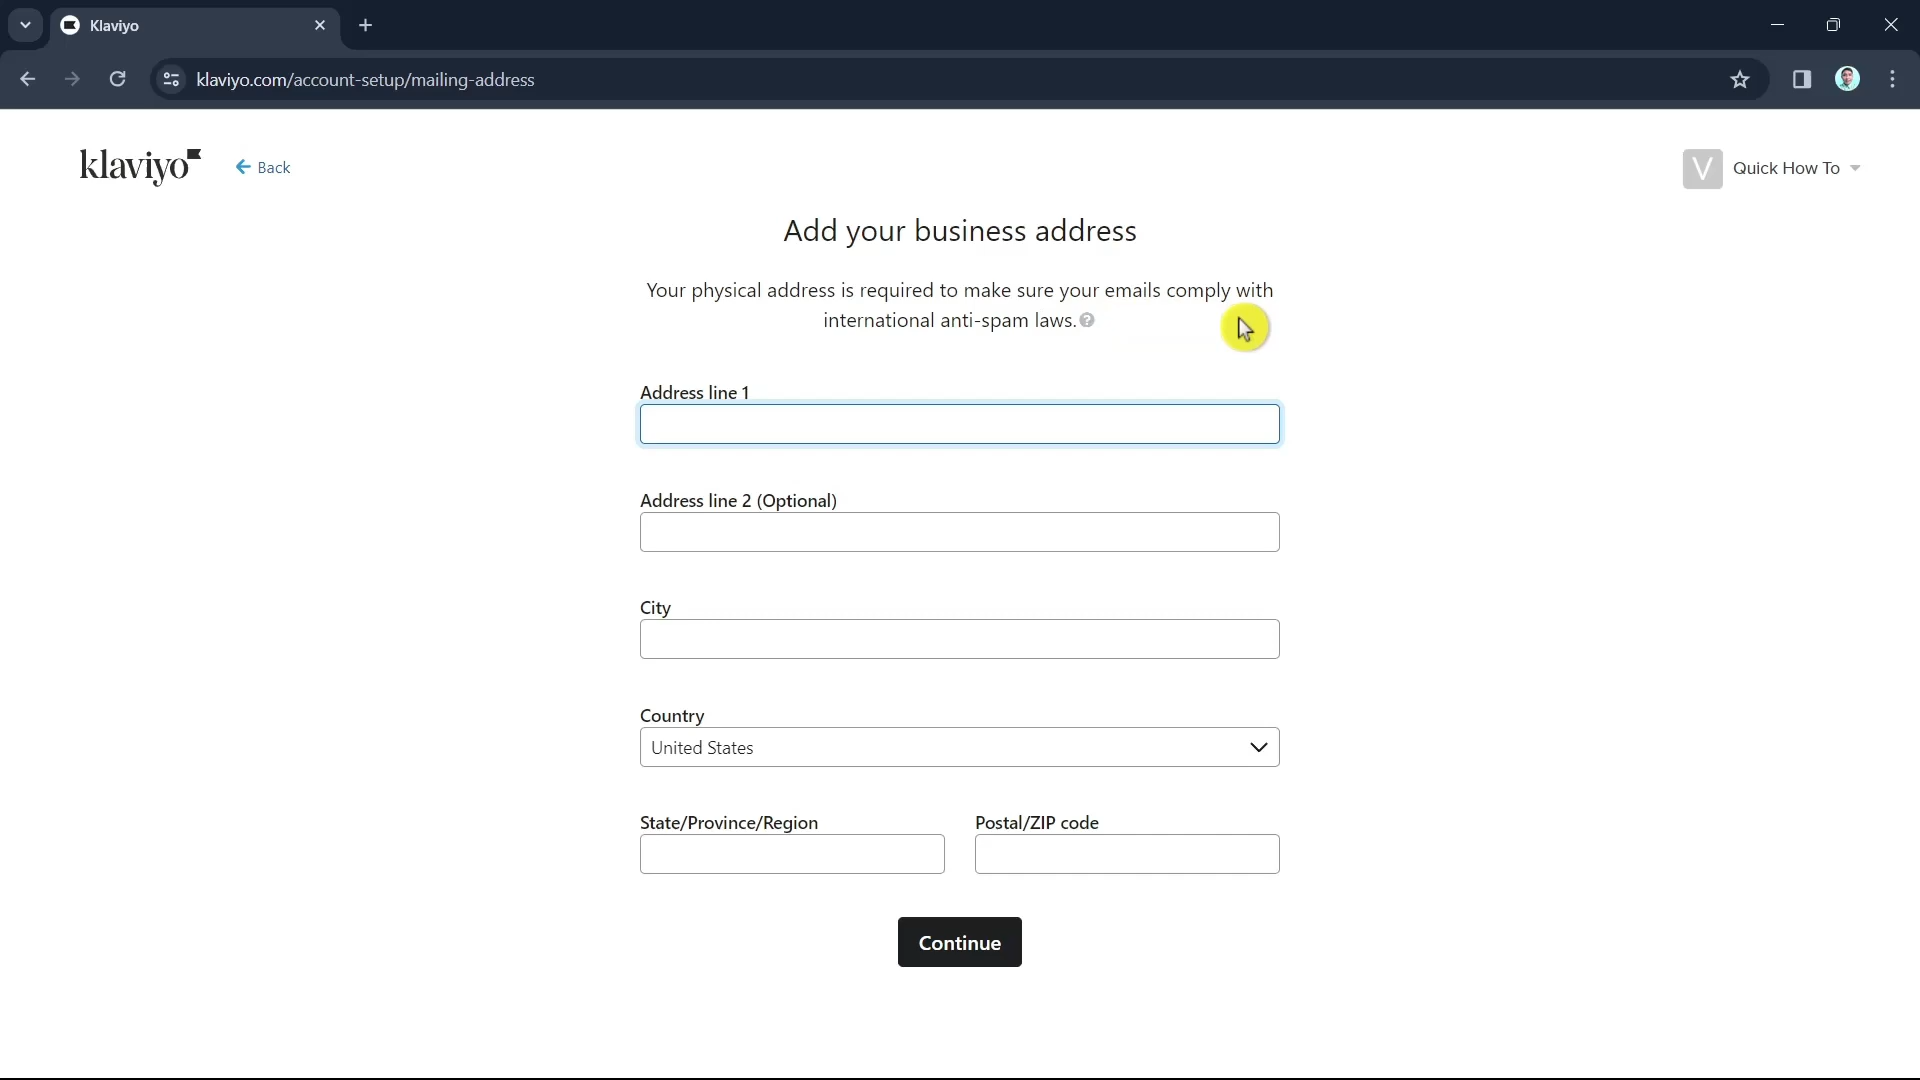 Klaviyo
klaviyo.com/account-setup/mailing-address
klaviyo
Back
V
Quick How To
Add your business address
Your physical address is required to make sure your emails comply with
international anti-spam laws.
?
Address line 1
Address line 2 (Optional)
City
Country
United States
State/Province/Region
Postal/ZIP code
Continue